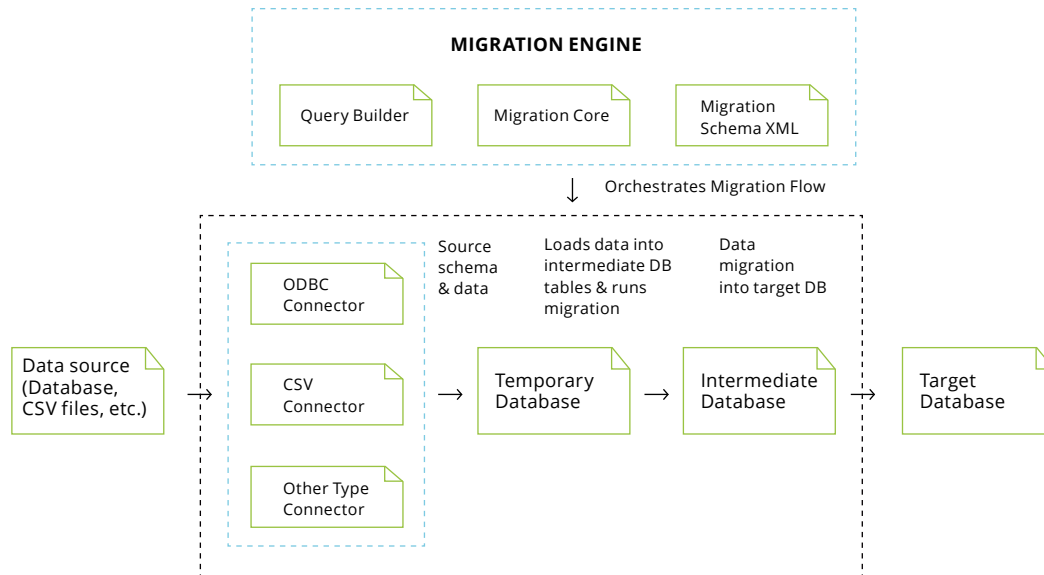 MIGRATION ENGINE
Query Builder
Migration Core
Migration
Schema XML
Orchestrates Migration Flow
Source
schema
& data
Loads data into
intermediate DB
tables & runs
migration
Data
migration
into target DB
ODBC
Connector
Data source
(Database,
CSV files, etc.)
CSV
Connector
Temporary
Database
Intermediate
Database
Target
Database
Other Type
Connector